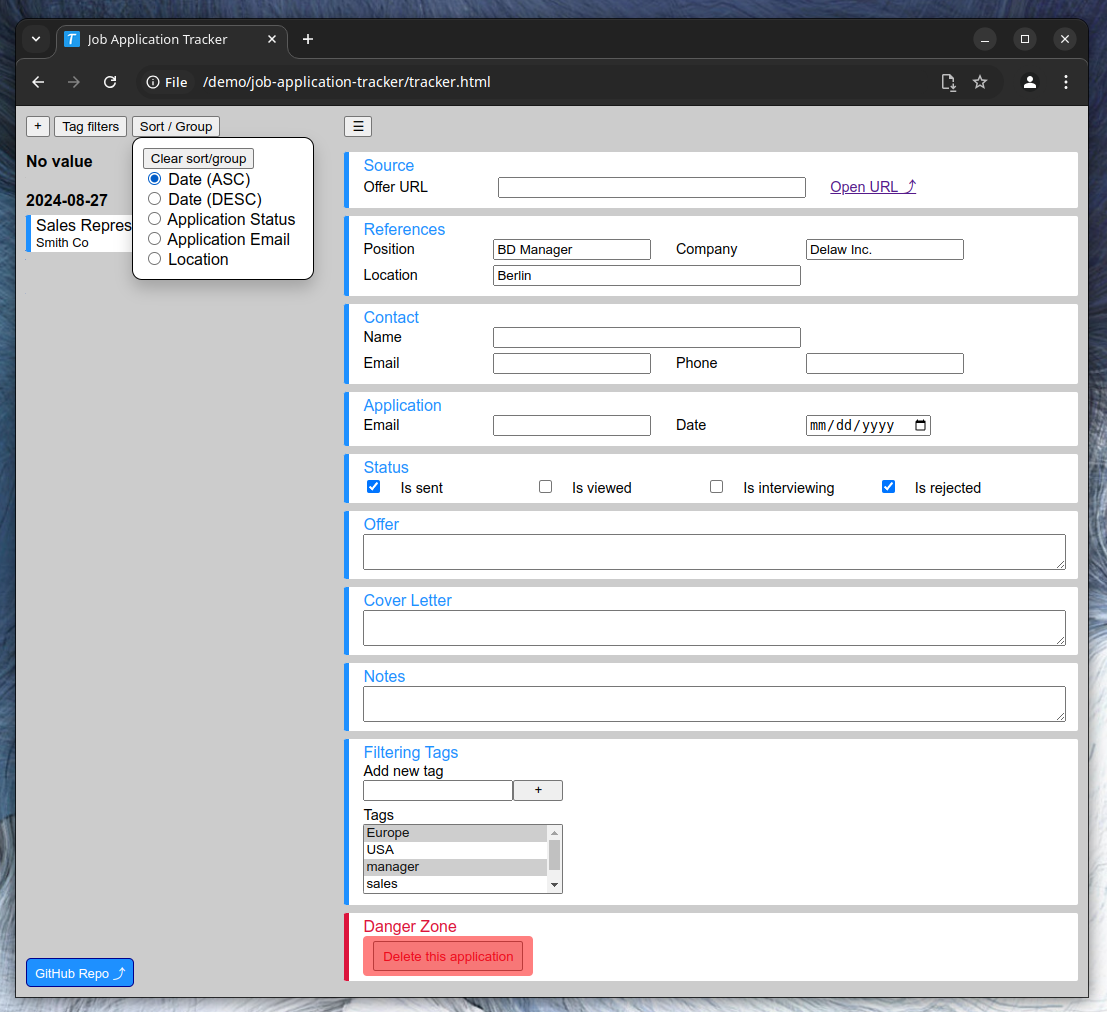 Job Application Tracker
File /demo/job-application-tracker/tracker.html
+ Tag filters Sort / Group ☰
No value
2024-08-27
Sales Repres
Smith Co
Clear sort/group
Date (ASC)
Date (DESC)
Application Status
Application Email
Location
GitHub Repo ⤴
Source
Offer URL Open URL ⤴
References
Position BD Manager Company Delaw Inc.
Location Berlin
Contact
Name
Email Phone
Application
Email Date mm/dd/yyyy
Status
Is sent Is viewed Is interviewing Is rejected
Offer
Cover Letter
Notes
Filtering Tags
Add new tag
+
Tags
Europe
USA
manager
sales
Danger Zone
Delete this application